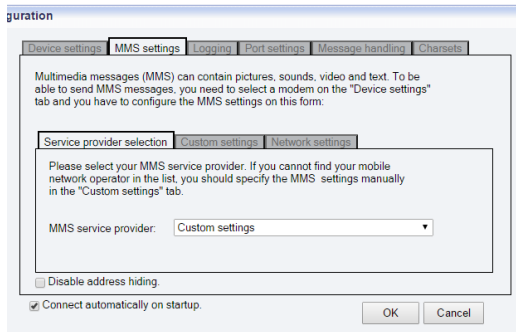 guration
Device settings MMS settings Logging Port settings Message handling Charsets
Multimedia messages (MMS) can contain pictures, sounds, video and text. To be
able to send MMS messages, you need to select a modem on the "Device settings"
tab and you have to configure the MMS settings on this form:
Service provider selection Custom settings Network settings
Please select your MMS service provider. If you cannot find your mobile
network operator in the list, you should specify the MMS settings manually
in the "Custom settings" tab.
MMS service provider: Custom settings
Disable address hiding.
Connect automatically on startup.
OK Cancel